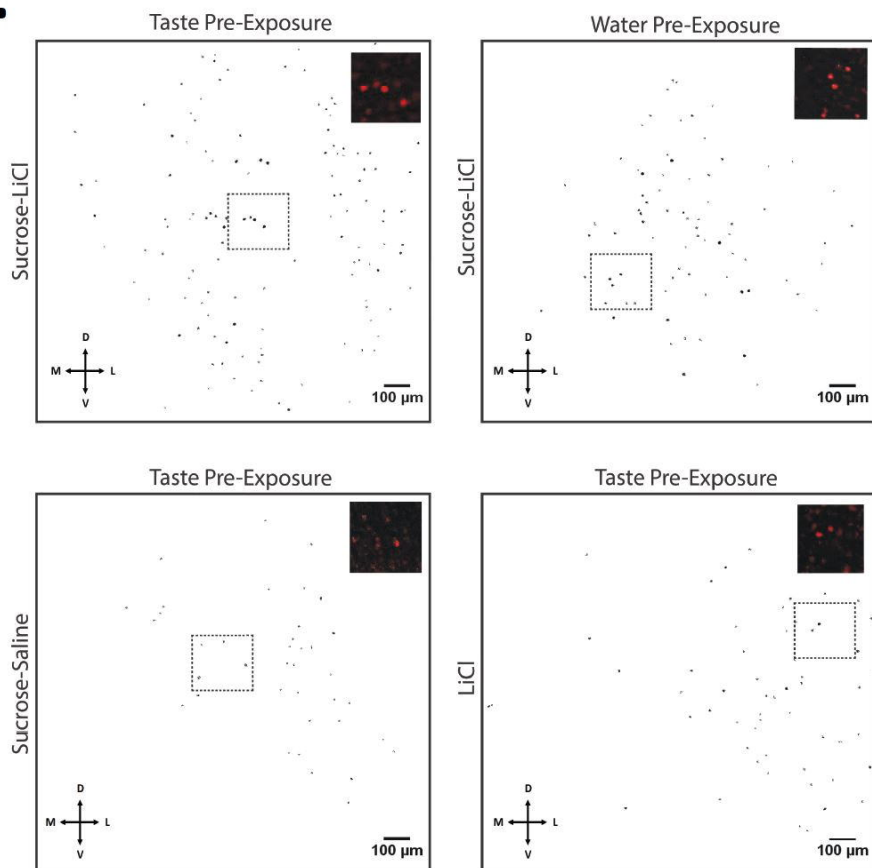 Taste Pre-Exposure
Water Pre-Exposure
Sucrose-LiCl
Sucrose-LiCl
D
M L
V
100 µm
D
M L
V
100 µm
Taste Pre-Exposure
Taste Pre-Exposure
Sucrose-Saline
LiCl
D
M L
V
100 µm
D
M L
V
100 µm